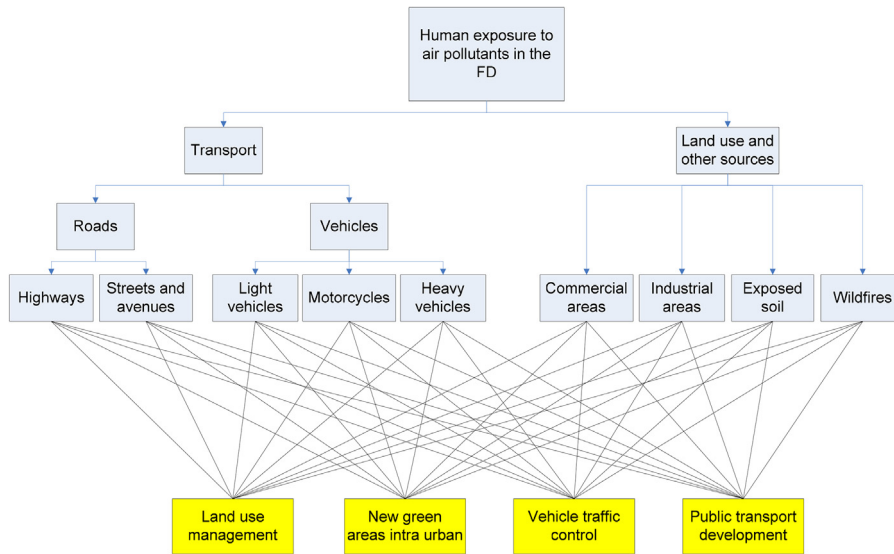 Human exposure to
air pollutants in the
FD
Transport
Land use and
other sources
Roads
Vehicles
Highways
Streets and
avenues
Light
vehicles
Motorcycles
Heavy
vehicles
Commercial
areas
Industrial
areas
Exposed
soil
Wildfires
Land use
management
New green
areas intra urban
Vehicle traffic
control
Public transport
development